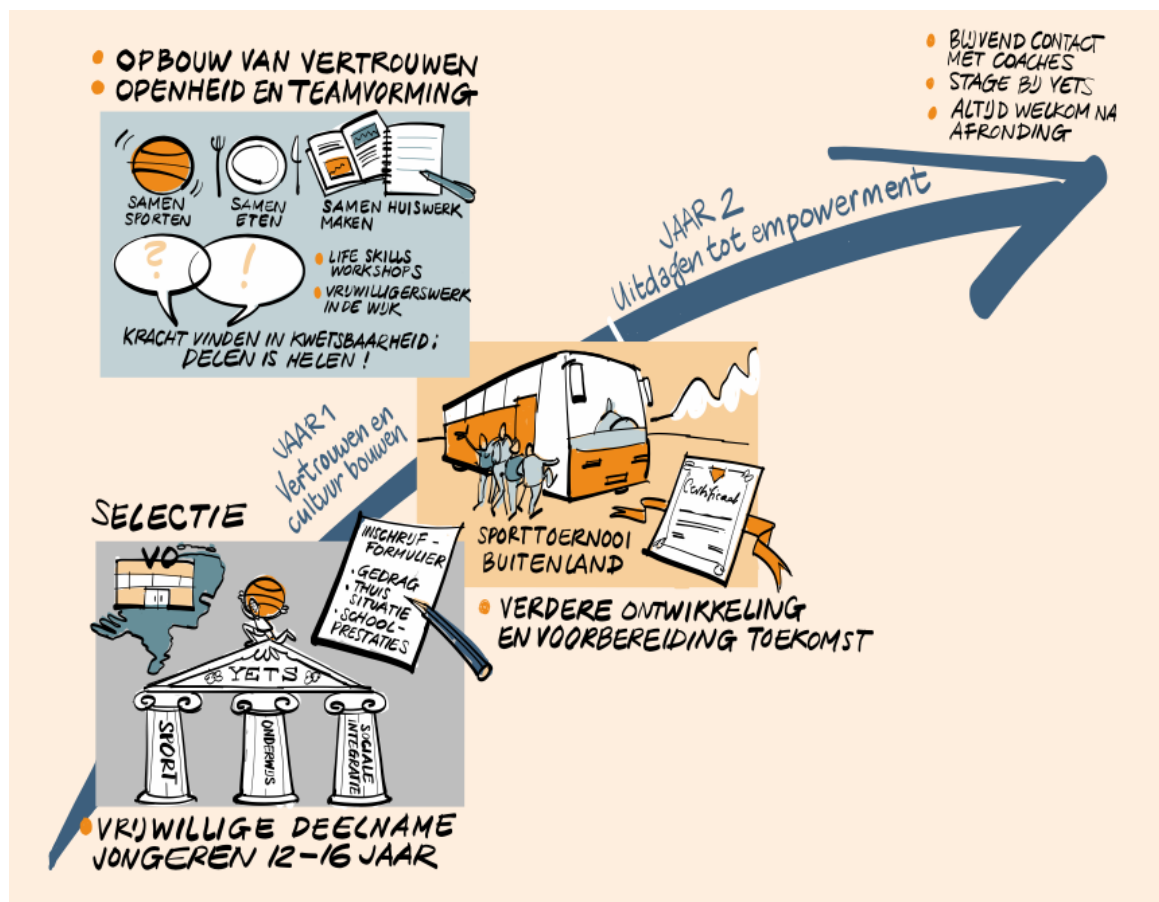 OPBOUW VAN VERTROUWEN
OPENHEID EN TEAMVORMING
SAMEN
SPORTEN
SAMEN
ETEN
SAMEN HUISWERK
MAKEN
?
!
LIFE SKILLS
WORKSHOPS
VRIJWILLIGERSWERK
IN DE WIJK
KRACHT VINDEN IN KWETSBAARHEID;
DELEN IS HELEN!
BLIJVEND CONTACT
MET COACHES
STAGE BIJ YETS
ALTIJD WELKOM NA
AFRONDING
JAAR 2
Uitdagen tot empowerment
JAAR 1
Vertrouwen en
cultuur bouwen
SPORTTOERNOOI
BUITENLAND
Certificaat
VERDERE ONTWIKKELING
EN VOORBEREIDING TOEKOMST
SELECTIE
VO
INSCHRIJF-
FORMULIER
• GEDRAG
• THUIS
SITUATIE
• SCHOOL-
PRESTATIES
YETS
SPORT
ONDERWIJS
SOCIALE
INTEGRATIE
VRIJWILLIGE DEELNAME
JONGEREN 12-16 JAAR